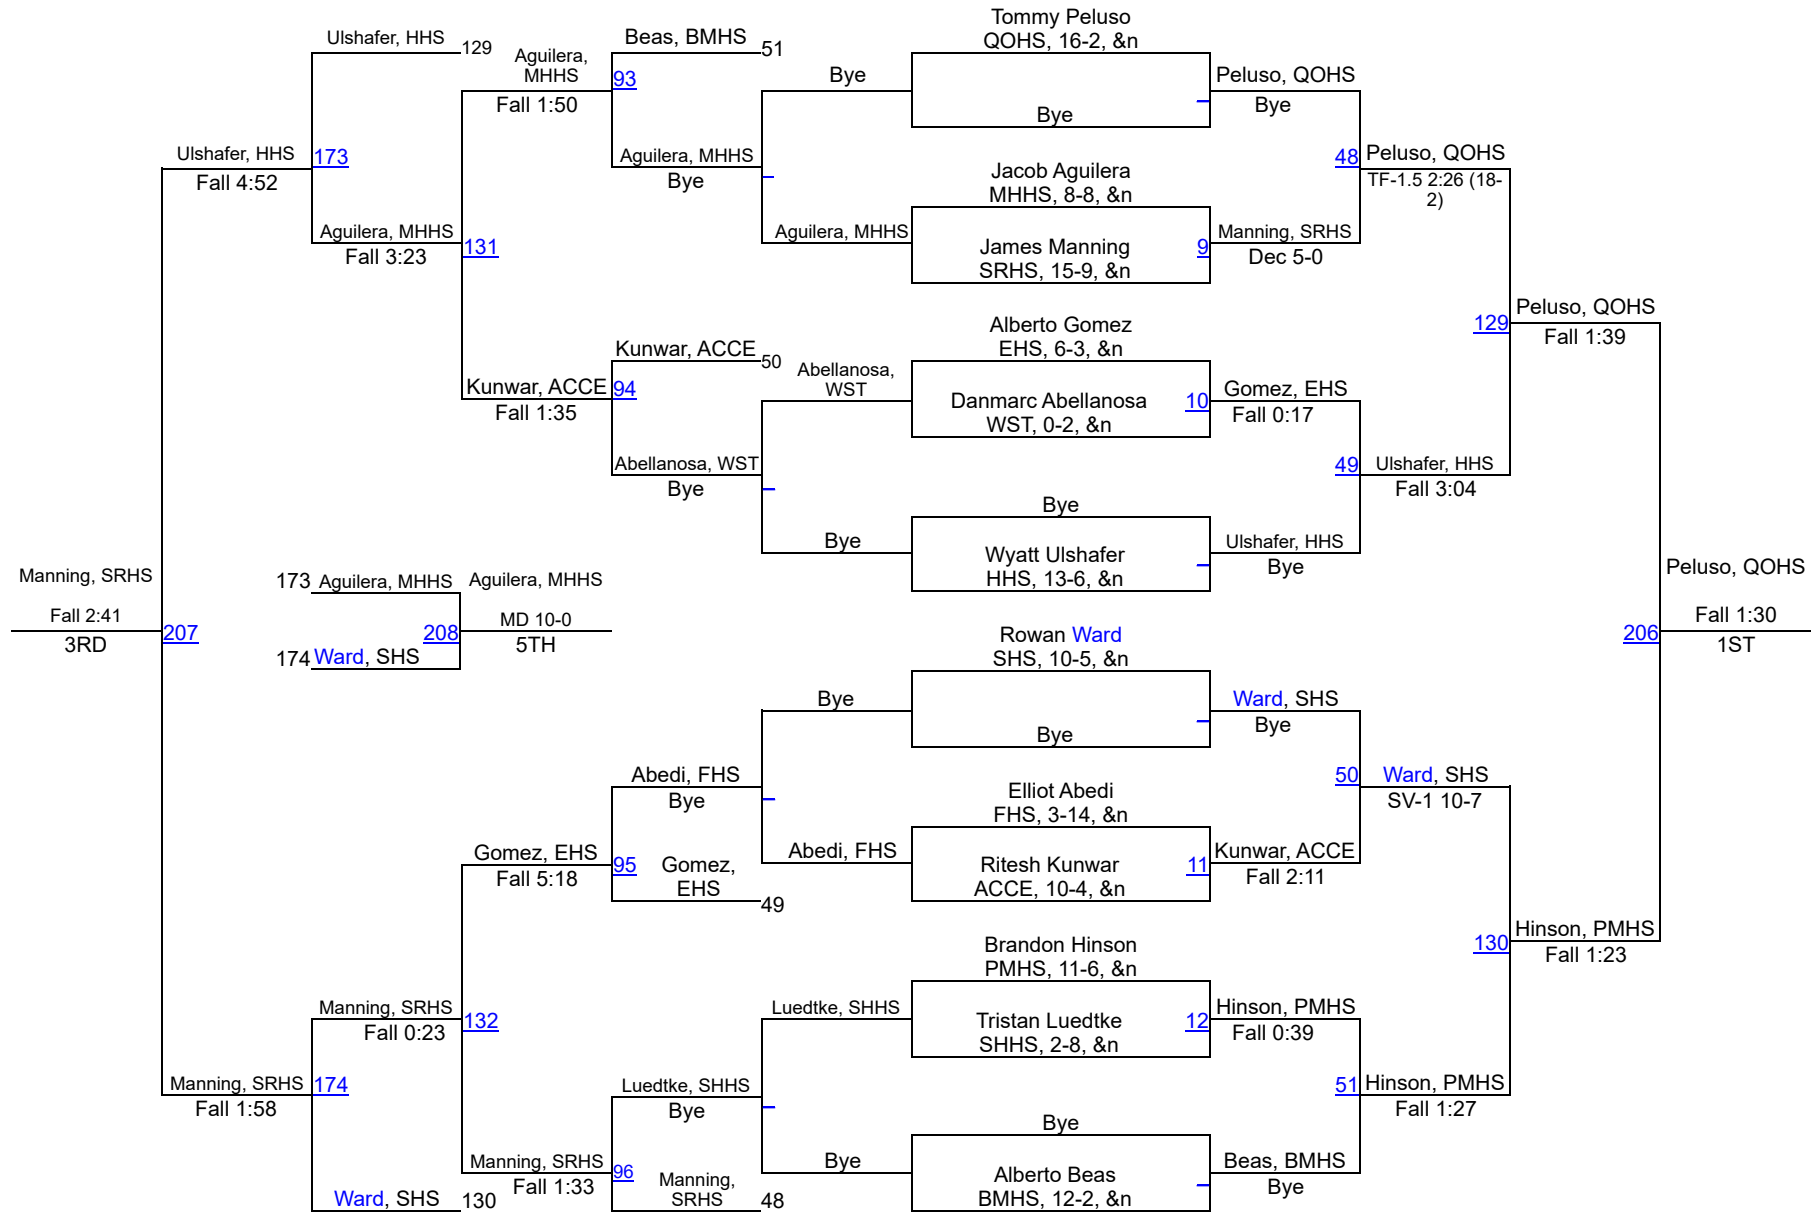 Tommy Peluso
QOHS, 16-2, &n
Bye
Jacob Aguilera
MHHS, 8-8, &n
James Manning
SRHS, 15-9, &n
9
Alberto Gomez
EHS, 6-3, &n
Danmarc Abellanosa
WST, 0-2, &n
10
Bye
Wyatt Ulshafer
HHS, 13-6, &n
Rowan Ward
SHS, 10-5, &n
Bye
Elliot Abedi
FHS, 3-14, &n
Ritesh Kunwar
ACCE, 10-4, &n
11
Brandon Hinson
PMHS, 11-6, &n
Tristan Luedtke
SHHS, 2-8, &n
12
Bye
Alberto Beas
BMHS, 12-2, &n
Peluso, QOHS
Bye
48
Manning, SRHS
Dec 5-0
Gomez, EHS
Fall 0:17
49
Ulshafer, HHS
Bye
Ward, SHS
Bye
50
Kunwar, ACCE
Fall 2:11
Hinson, PMHS
Fall 0:39
51
Beas, BMHS
Bye
Peluso, QOHS
TF-1.5 2:26 (18-
2)
129
Ulshafer, HHS
Fall 3:04
Ward, SHS
SV-1 10-7
130
Hinson, PMHS
Fall 1:27
Peluso, QOHS
Fall 1:39
206
Hinson, PMHS
Fall 1:23
Peluso, QOHS
Fall 1:30
1ST
Bye
Aguilera, MHHS
Abellanosa,
WST
Bye
Bye
Abedi, FHS
Luedtke, SHHS
Bye
Beas, BMHS
51
93
Aguilera, MHHS
Bye
Kunwar, ACCE
50
94
Abellanosa, WST
Bye
Abedi, FHS
Bye
95
Gomez,
EHS
49
Luedtke, SHHS
Bye
96
Manning,
SRHS
48
Aguilera,
MHHS
Fall 1:50
131
Kunwar, ACCE
Fall 1:35
Gomez, EHS
Fall 5:18
132
Manning, SRHS
Fall 1:33
Ulshafer, HHS
129
173
Aguilera, MHHS
Fall 3:23
Manning, SRHS
Fall 0:23
174
Ward, SHS
130
Ulshafer, HHS
Fall 4:52
207
Manning, SRHS
Fall 1:58
Manning, SRHS
Fall 2:41
3RD
173
Aguilera, MHHS
208
174
Ward, SHS
Aguilera, MHHS
MD 10-0
5TH